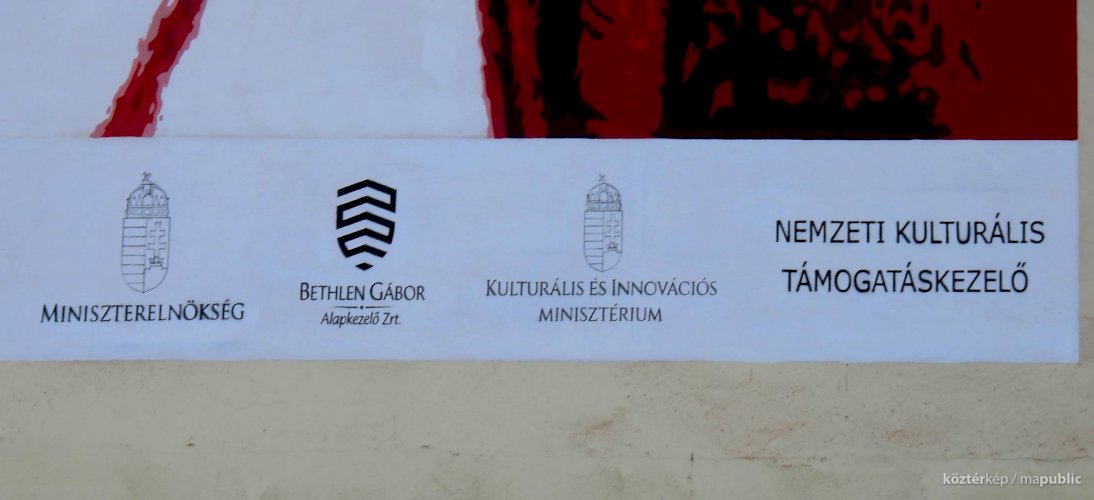 MINISZTERELNÖKSÉG
BETHLEN GÁBOR
Alapkezelő Zrt.
KULTURÁLIS ÉS INNOVÁCIÓS
MINISZTÉRIUM
NEMZETI KULTURÁLIS
TÁMOGATÁSKEZELŐ
köztérkép / mapublic